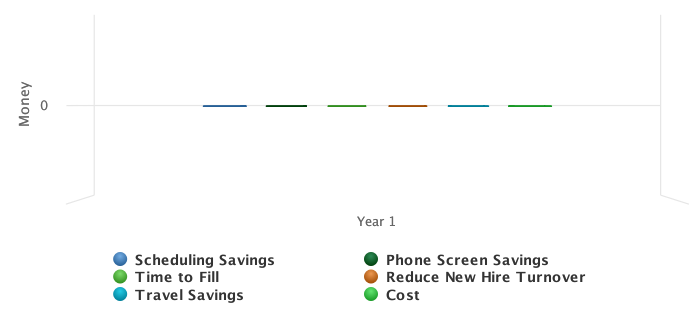 Money
0
Year 1
Scheduling Savings
Phone Screen Savings
Time to Fill
Reduce New Hire Turnover
Travel Savings
Cost